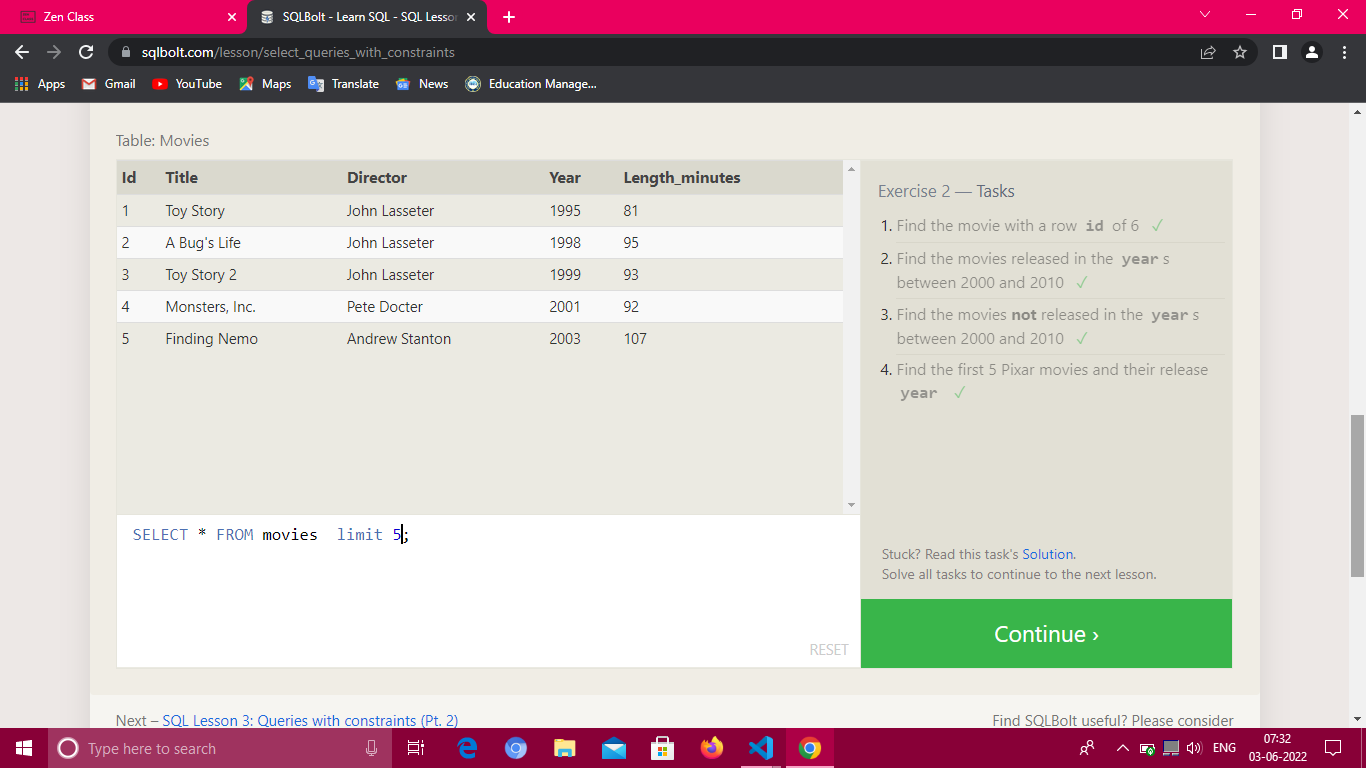 Zen Class
SQLBolt - Learn SQL - SQL Lesson
sqlbolt.com/lesson/select_queries_with_constraints
Apps Gmail YouTube Maps Translate News Education Manage...
Table: Movies
Id Title Director Year Length_minutes
1 Toy Story John Lasseter 1995 81
2 A Bug's Life John Lasseter 1998 95
3 Toy Story 2 John Lasseter 1999 93
4 Monsters, Inc. Pete Docter 2001 92
5 Finding Nemo Andrew Stanton 2003 107
SELECT * FROM movies  limit 5;
RESET
Exercise 2 — Tasks
1. Find the movie with a row id of 6 ✓
2. Find the movies released in the year s
between 2000 and 2010 ✓
3. Find the movies not released in the year s
between 2000 and 2010 ✓
4. Find the first 5 Pixar movies and their release
year ✓
Stuck? Read this task's Solution.
Solve all tasks to continue to the next lesson.
Continue ›
Next – SQL Lesson 3: Queries with constraints (Pt. 2)
Find SQLBolt useful? Please consider
Type here to search
ENG
07:32
03-06-2022